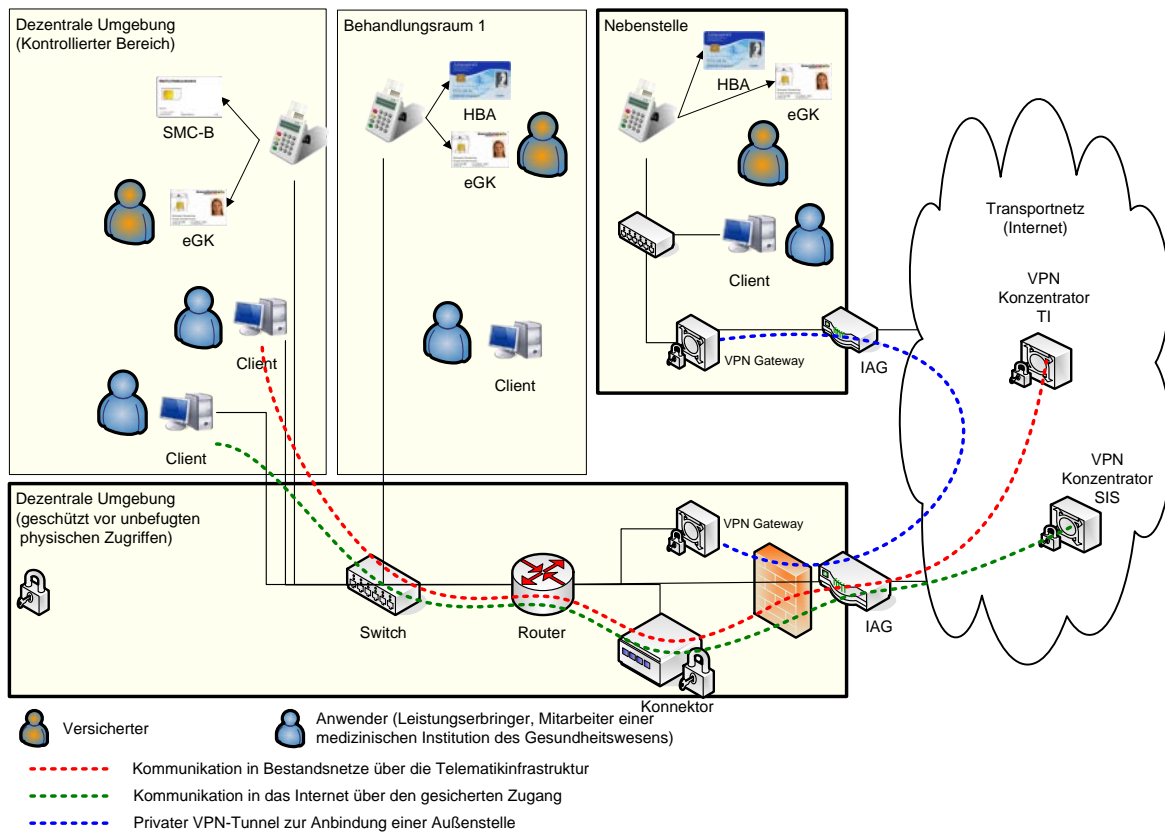 Dezentrale Umgebung
(Kontrollierter Bereich)
SMC-B
eGK
Client
Client
Behandlungsraum 1
HBA
eGK
Client
Nebenstelle
HBA
eGK
Client
VPN Gateway
IAG
Transportnetz
(Internet)
VPN
Konzentrator
TI
VPN
Konzentrator
SIS
Dezentrale Umgebung
(geschützt vor unbefugten
physischen Zugriffen)
VPN Gateway
Switch
Router
Konnektor
IAG
Versicherter
Anwender (Leistungserbringer, Mitarbeiter einer
medizinischen Institution des Gesundheitswesens)
Kommunikation in Bestandsnetze über die Telematikinfrastruktur
Kommunikation in das Internet über den gesicherten Zugang
Privater VPN-Tunnel zur Anbindung einer Außenstelle